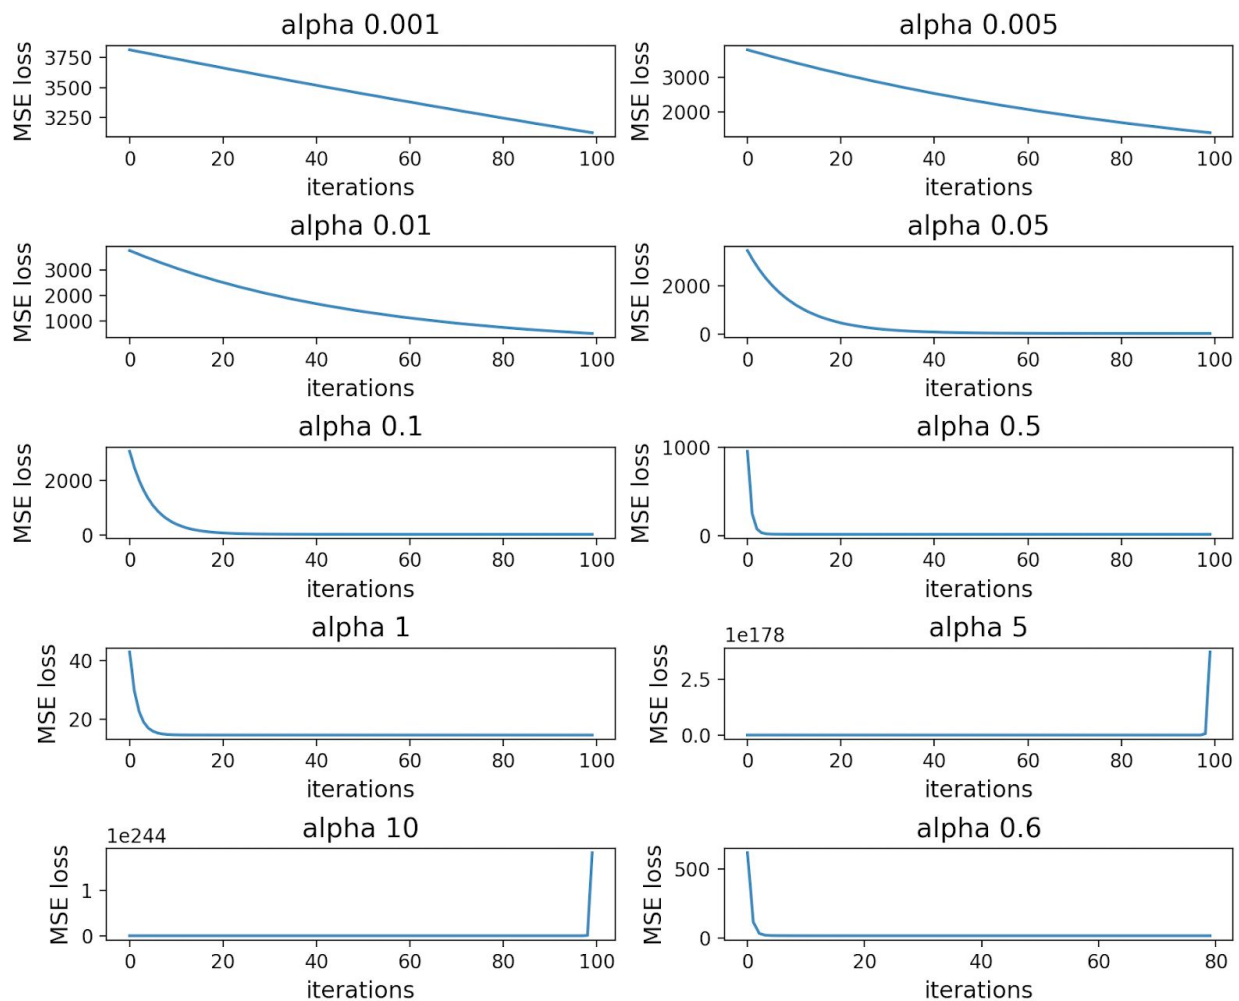 alpha 0.001
MSE loss
3750
3500
3250
0 20 40 60 80 100
iterations
alpha 0.005
MSE loss
3000
2000
0 20 40 60 80 100
iterations
alpha 0.01
MSE loss
3000
2000
1000
0 20 40 60 80 100
iterations
alpha 0.05
MSE loss
2000
0
0 20 40 60 80 100
iterations
alpha 0.1
MSE loss
2000
0
0 20 40 60 80 100
iterations
alpha 0.5
MSE loss
1000
0
0 20 40 60 80 100
iterations
alpha 1
MSE loss
40
20
0 20 40 60 80 100
iterations
alpha 5
1e178
MSE loss
2.5
0.0
0 20 40 60 80 100
iterations
alpha 10
1e244
MSE loss
1
0
0 20 40 60 80 100
iterations
alpha 0.6
MSE loss
500
0
0 20 40 60 80
iterations